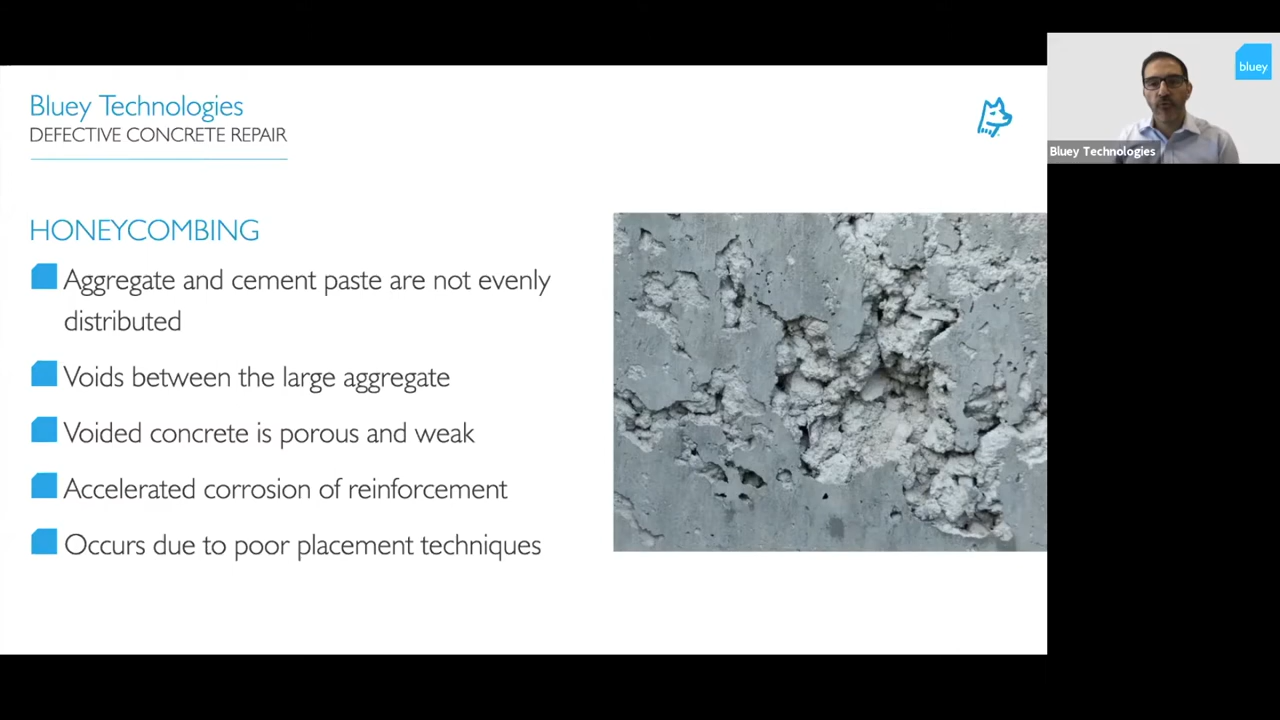 Bluey Technologies
DEFECTIVE CONCRETE REPAIR
HONEYCOMBING
Aggregate and cement paste are not evenly
distributed
Voids between the large aggregate
Voided concrete is porous and weak
Accelerated corrosion of reinforcement
Occurs due to poor placement techniques
bluey
Bluey Technologies